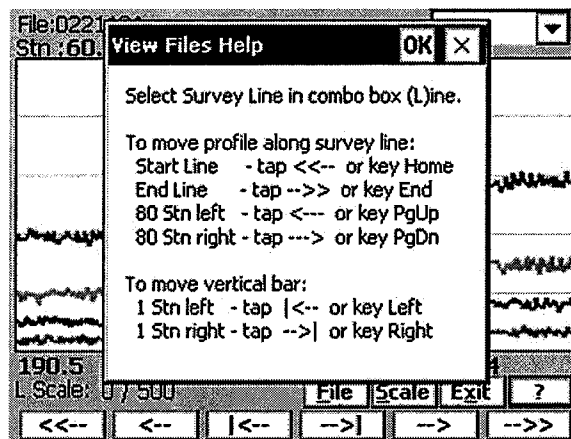 File:0221
Stn :60.
View Files Help OK ×
Select Survey Line in combo box (L)ine.
To move profile along survey line:
Start Line - tap <<-- or key Home
End Line - tap -->> or key End
80 Stn left - tap <--- or key PgUp
80 Stn right - tap ---> or key PgDn
To move vertical bar:
1 Stn left - tap |<-- or key Left
1 Stn right - tap -->| or key Right
190.5
L Scale: 0 / 500 File Scale Exit ?
<<-- <-- |<-- -->| --> -->>